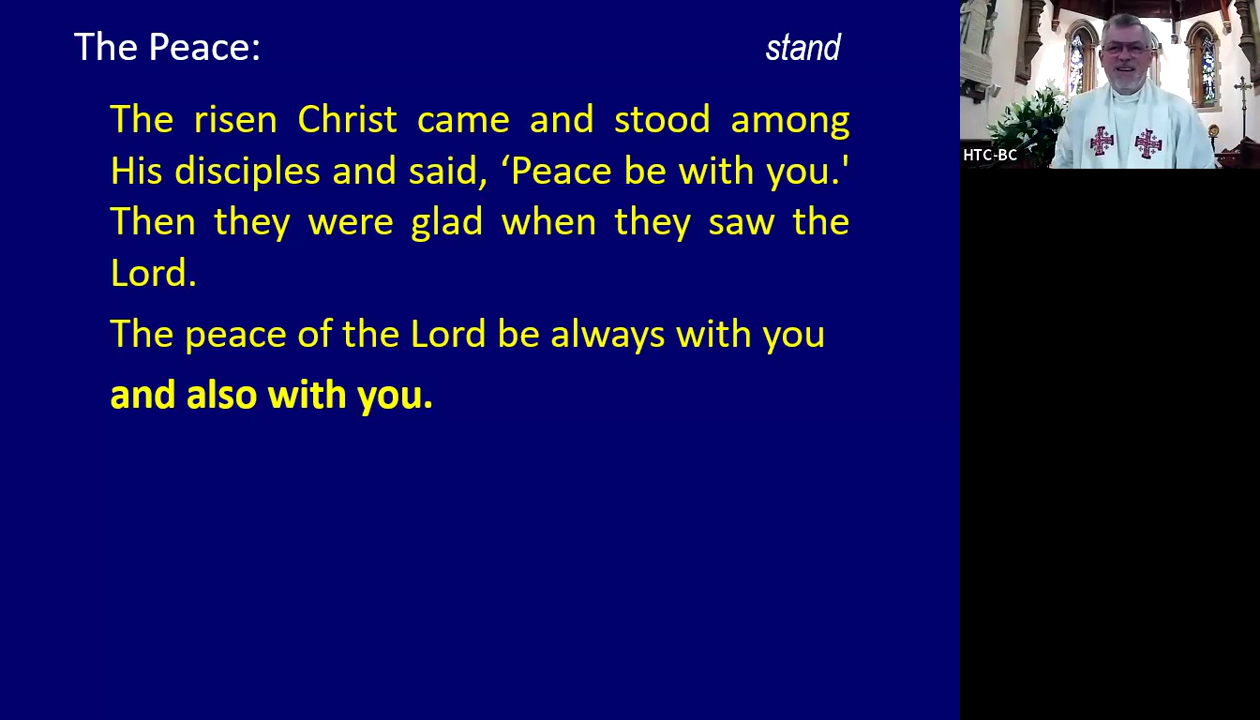 The Peace:
stand
The risen Christ came and stood among
His disciples and said, ‘Peace be with you.'
Then they were glad when they saw the
Lord.
The peace of the Lord be always with you
and also with you.
HTC-BC